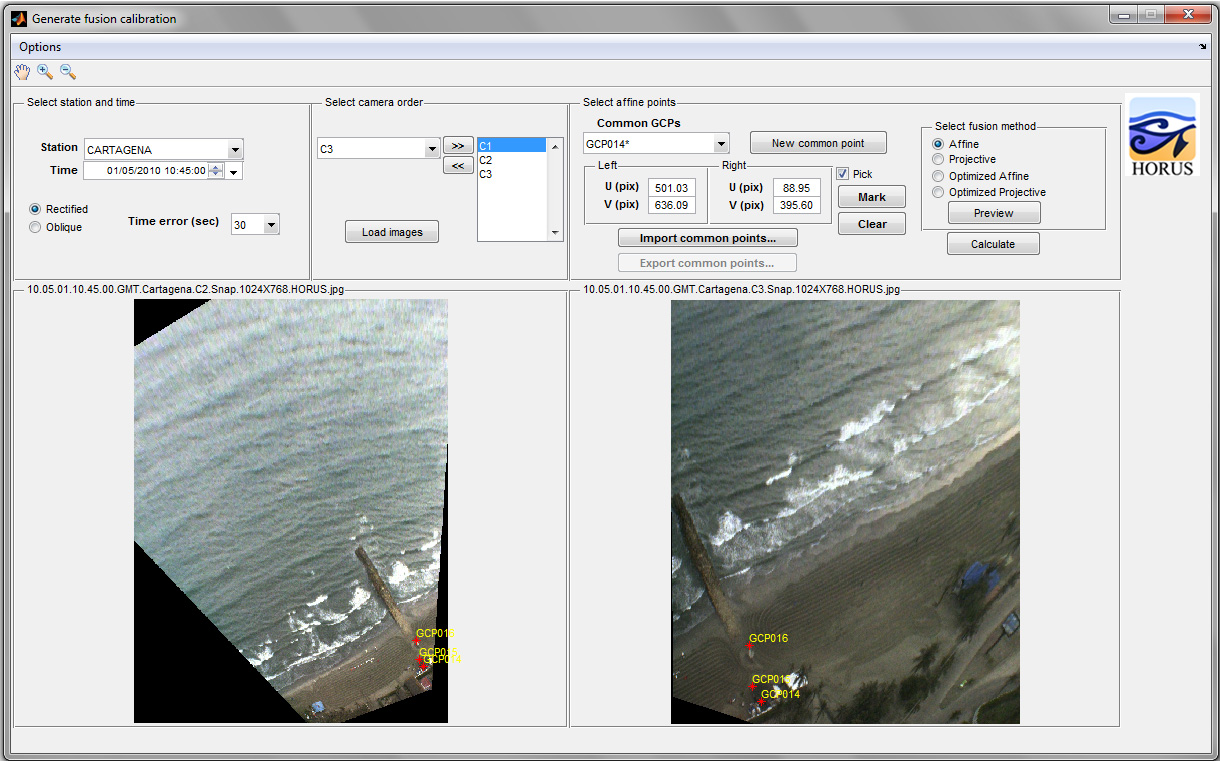 Generate fusion calibration
Options
Select station and time
Station
CARTAGENA
Time
01/05/2010 10:45:00
Rectified
Oblique
Time error (sec)
30
Select camera order
C3
>>
<<
C1
C2
C3
Load images
Select affine points
Common GCPs
GCP014*
New common point
Left
U (pix)
501.03
V (pix)
636.09
Right
U (pix)
88.95
V (pix)
395.60
Pick
Mark
Clear
Import common points...
Export common points...
Select fusion method
Affine
Projective
Optimized Affine
Optimized Projective
Preview
Calculate
HORUS
10.05.01.10.45.00.GMT.Cartagena.C2.Snap.1024X768.HORUS.jpg
GCP016
GCP015
GCP014
10.05.01.10.45.00.GMT.Cartagena.C3.Snap.1024X768.HORUS.jpg
GCP016
GCP015
GCP014